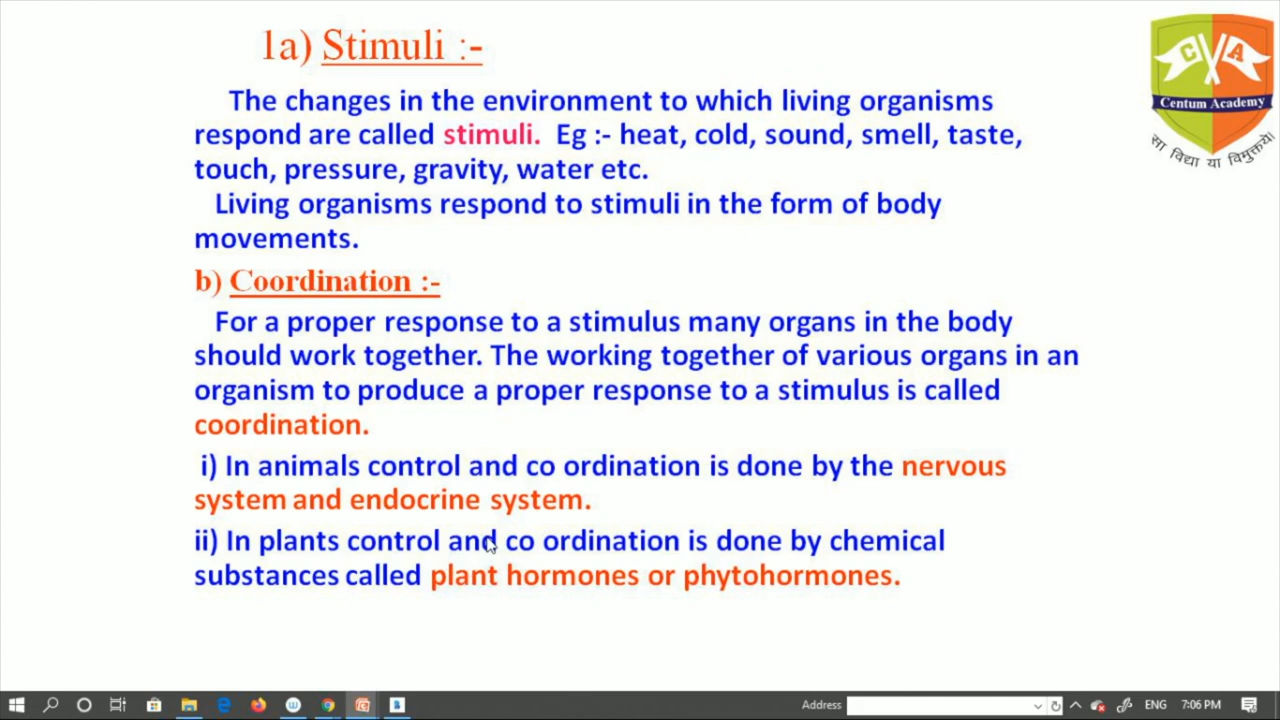 1a) Stimuli :-
The changes in the environment to which living organisms
respond are called stimuli. Eg :- heat, cold, sound, smell, taste,
touch, pressure, gravity, water etc.
Living organisms respond to stimuli in the form of body
movements.
b) Coordination :-
For a proper response to a stimulus many organs in the body
should work together. The working together of various organs in an
organism to produce a proper response to a stimulus is called
coordination.
i) In animals control and co ordination is done by the nervous
system and endocrine system.
ii) In plants control and co ordination is done by chemical
substances called plant hormones or phytohormones.
C A
Centum Academy
सा विद्या या विमुक्तये।
Address
ENG
7:06 PM